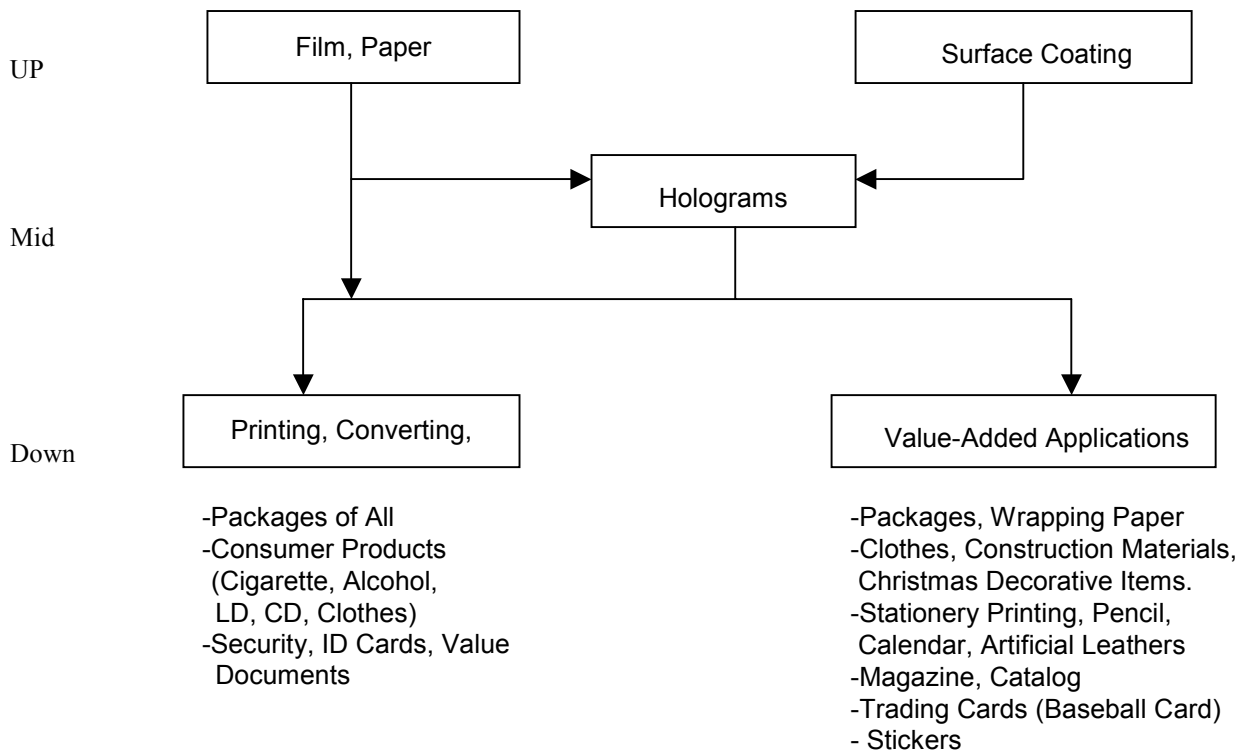 Film, Paper
Surface Coating
UP
Holograms
Mid
Printing, Converting,
Value-Added Applications
Down
-Packages of All
-Consumer Products
(Cigarette, Alcohol,
LD, CD, Clothes)
-Security, ID Cards, Value
Documents
-Packages, Wrapping Paper
-Clothes, Construction Materials,
Christmas Decorative Items.
-Stationery Printing, Pencil,
Calendar, Artificial Leathers
-Magazine, Catalog
-Trading Cards (Baseball Card)
- Stickers